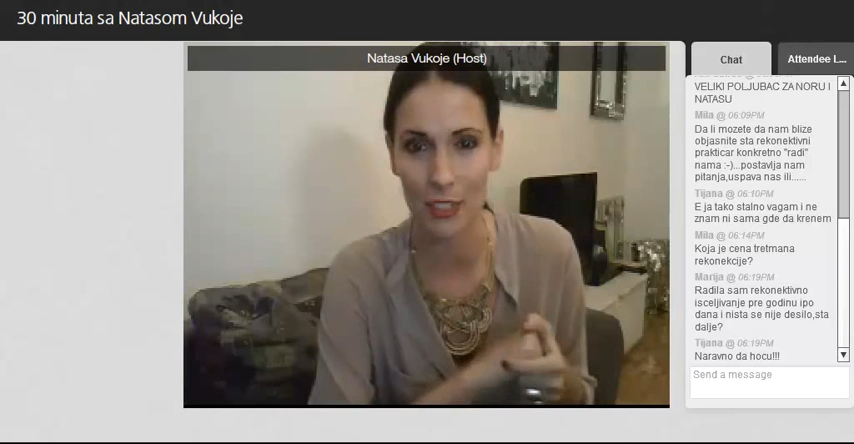 30 minuta sa Natasom Vukoje
Natasa Vukoje (Host)
Chat
Attendee L...
VELIKI POLJUBAC ZA NORU I
NATASU
Mila @ 06:09PM
Da li mozete da nam blize
objasnite sta rekonektivni
prakticar konkretno "radi"
nama :-)...postavlja nam
pitanja,uspava nas ili......
Tijana @ 06:10PM
E ja tako stalno vagam i ne
znam ni sama gde da krenem
Mila @ 06:14PM
Koja je cena tretmana
rekonekcije?
Marija @ 06:19PM
Radila sam rekonektivno
isceljivanje pre godinu ipo
dana i nista se nije desilo,sta
dalje?
Tijana @ 06:19PM
Naravno da hocu!!!
Send a message